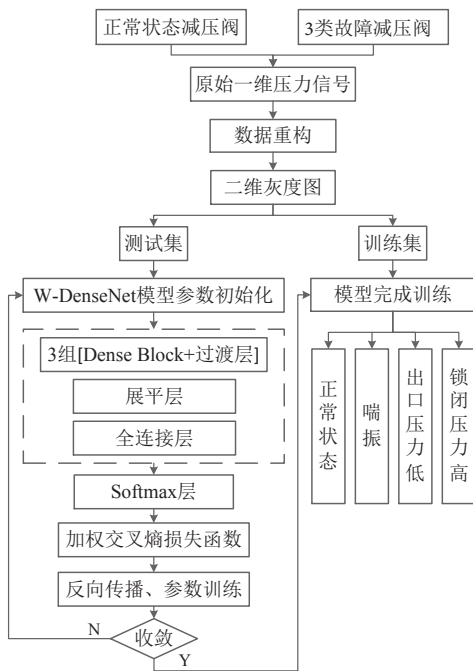 正常状态减压阀
3类故障减压阀
原始一维压力信号
数据重构
二维灰度图
测试集
训练集
W-DenseNet模型参数初始化
模型完成训练
3组[Dense Block+过渡层]
展平层
全连接层
正常状态
喘振
出口压力低
锁闭压力高
Softmax层
加权交叉熵损失函数
反向传播、参数训练
N
收敛
Y